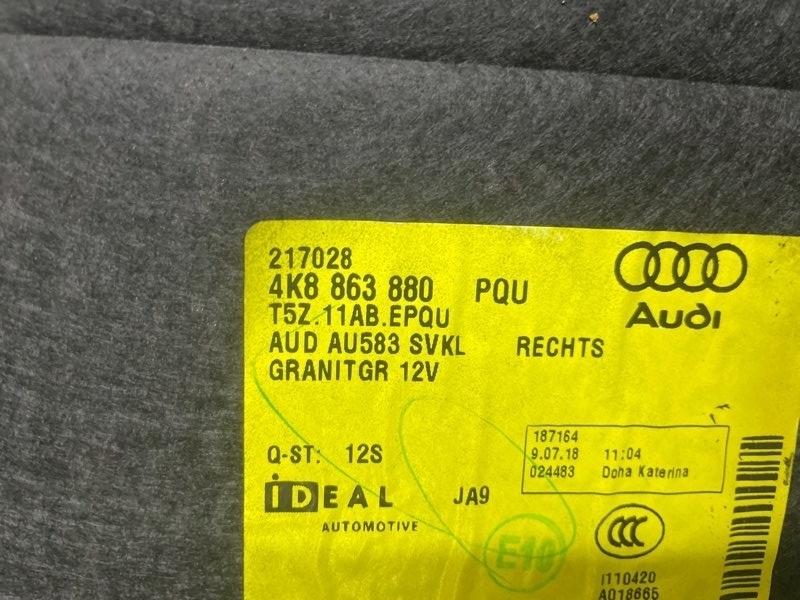 217028
4K8 863 880 PQU
T5Z.11AB.EPQU
AUD AU583 SVKL RECHTS
GRANITGR 12V
Audi
187164
9.07.18 11:04
024483 Doha Katerina
Q-ST: 12S
iDEAL JA9
AUTOMOTIVE
E10
CCC
I110420
A018665